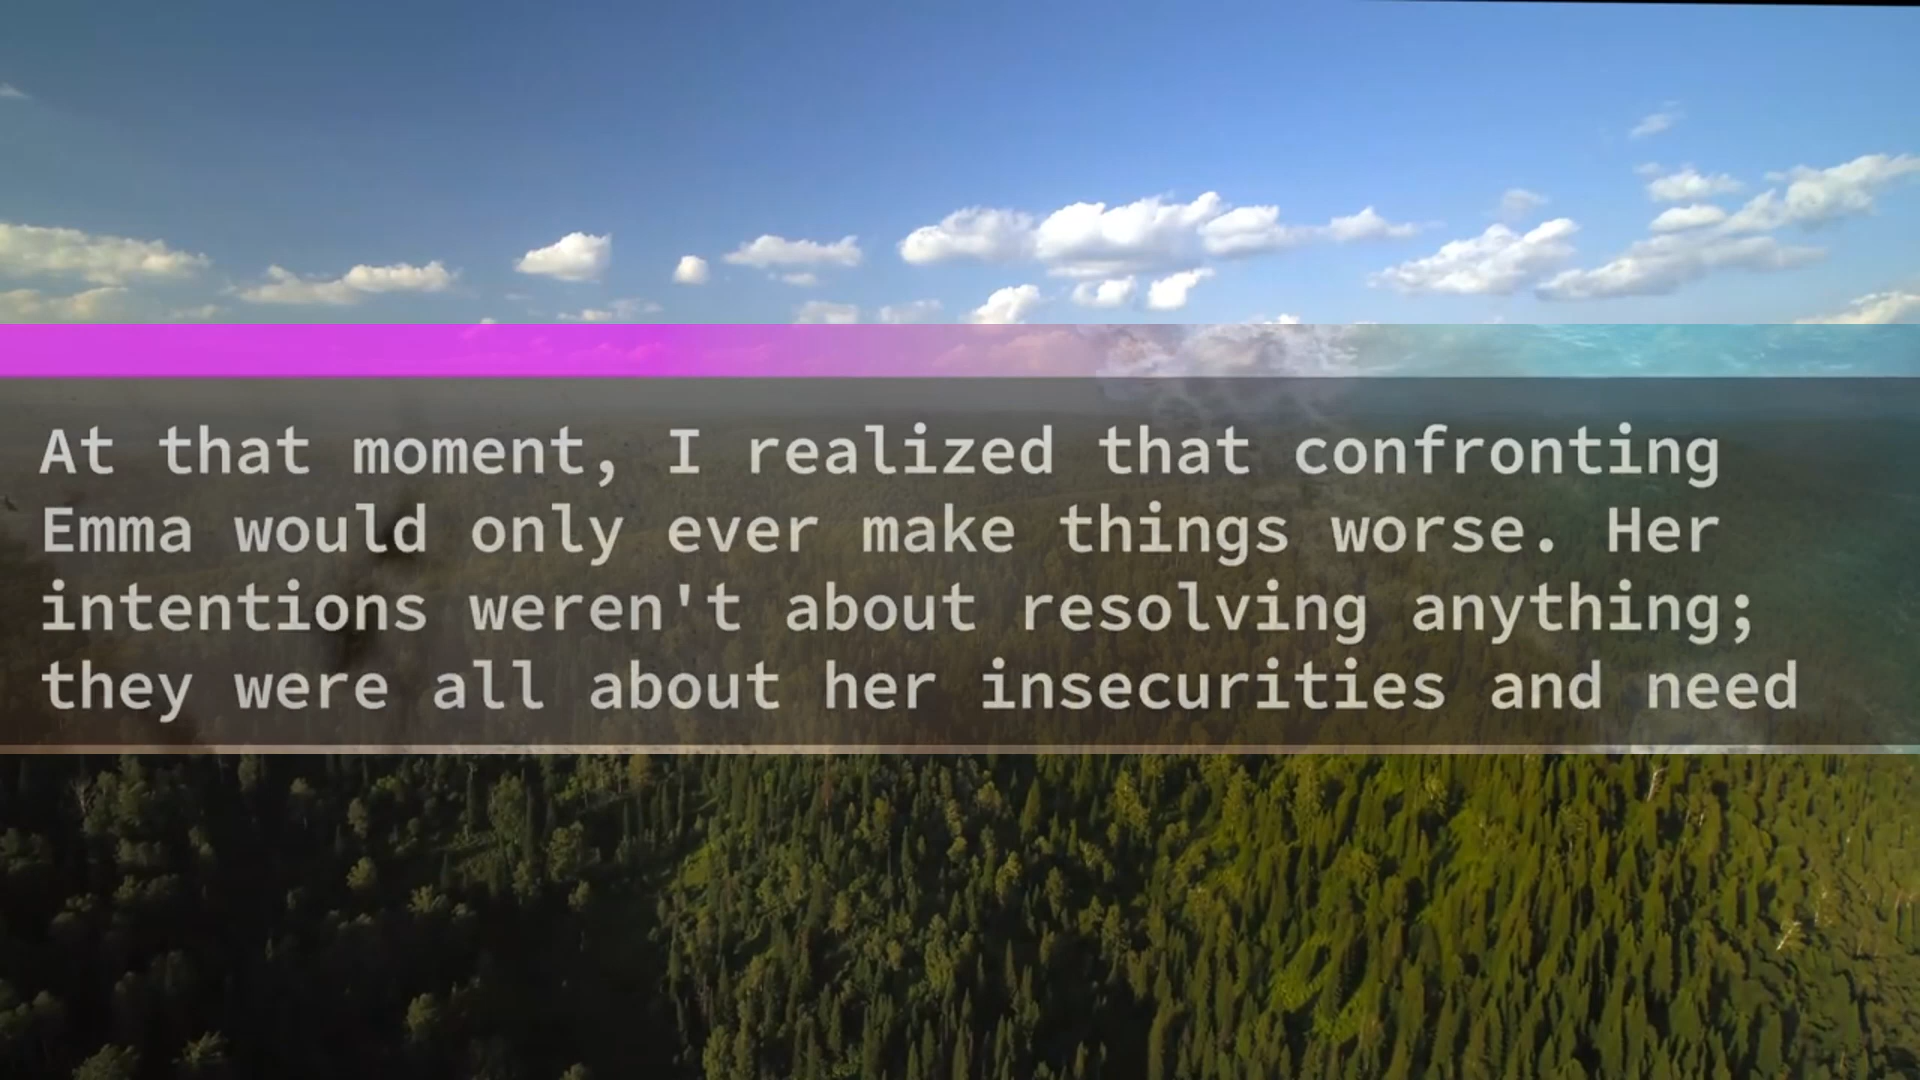 At that moment, I realized that confronting
Emma would only ever make things worse. Her
intentions weren't about resolving anything;
they were all about her insecurities and need